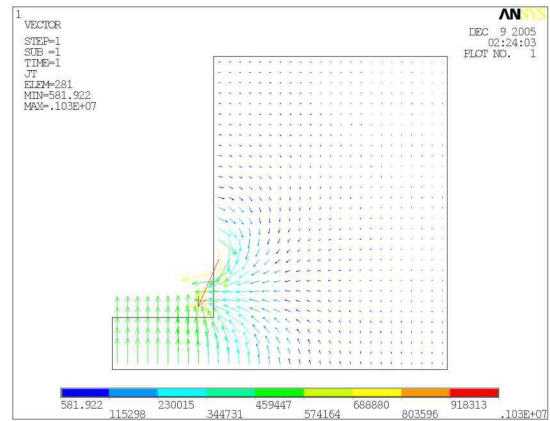 1
VECTOR
STEP=1
SUB =1
TIME=1
JT
ELEM=281
MIN=581.922
MAX=.103E+07
ANSYS
DEC 9 2005
02:24:03
PLOT NO. 1
581.922 230015 459447 688880 918313
115298 344731 574164 803596 .103E+07